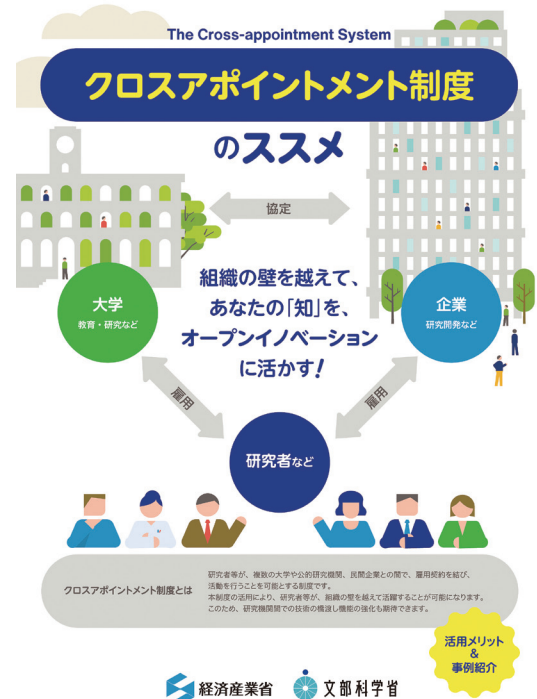 The Cross-appointment System
クロスアポイントメント制度
のススメ
協定
組織の壁を越えて、
あなたの「知」を、
オープンイノベーション
に活かす!
大学
教育・研究など
企業
研究開発など
雇用
雇用
研究者など
クロスアポイントメント制度とは
研究者等が、複数の大学や公的研究機関、民間企業との間で、雇用契約を結び、
活動を行うことを可能とする制度です。
本制度の活用により、研究者等が、組織の壁を越えて活躍することが可能になります。
このため、研究機関間での技術の橋渡し機能の強化も期待できます。
活用メリット
&
事例紹介
経済産業省
文部科学省